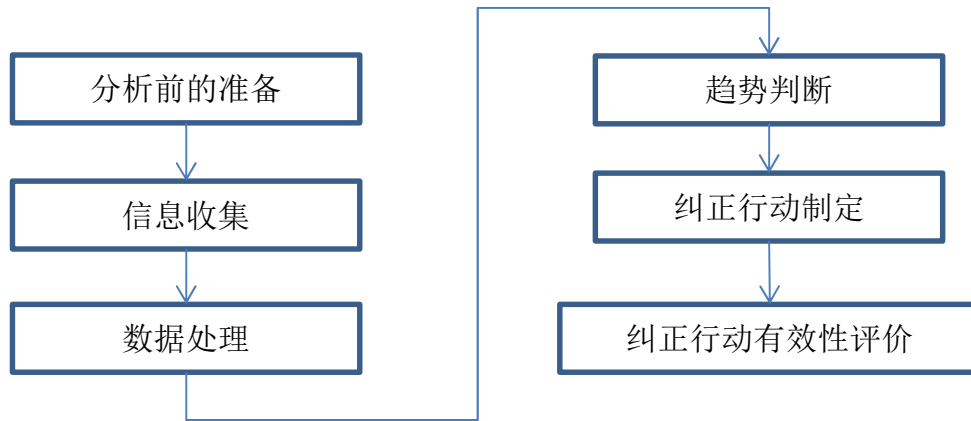 分析前的准备
信息收集
数据处理
趋势判断
纠正行动制定
纠正行动有效性评价